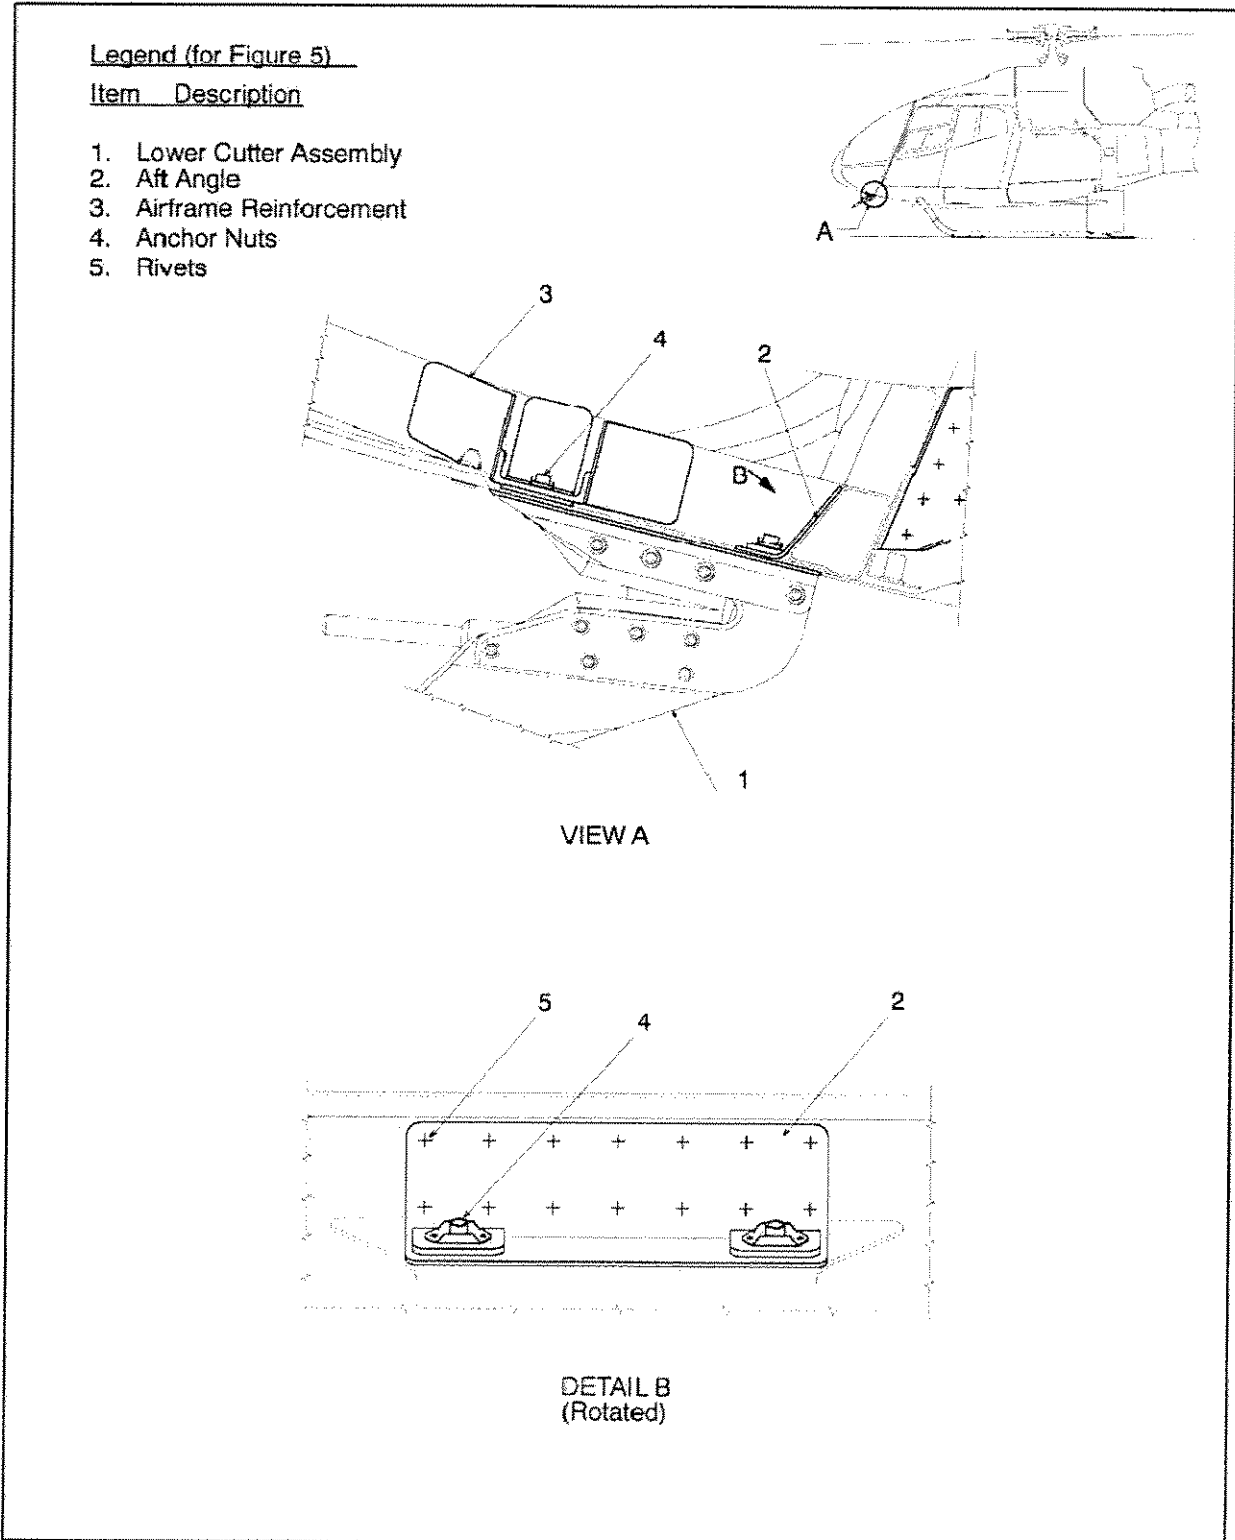 Legend (for Figure 5)
Item Description
1. Lower Cutter Assembly
2. Aft Angle
3. Airframe Reinforcement
4. Anchor Nuts
5. Rivets
A
3
4
2
B
1
VIEW A
5
4
2
DETAIL B
(Rotated)